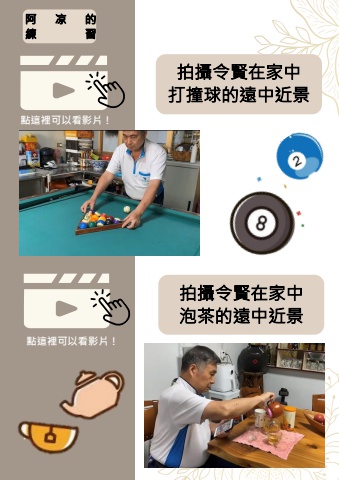 阿涼的
練習
拍攝令賢在家中
打撞球的遠中近景
點這裡可以看影片！
2
8
拍攝令賢在家中
泡茶的遠中近景
點這裡可以看影片！